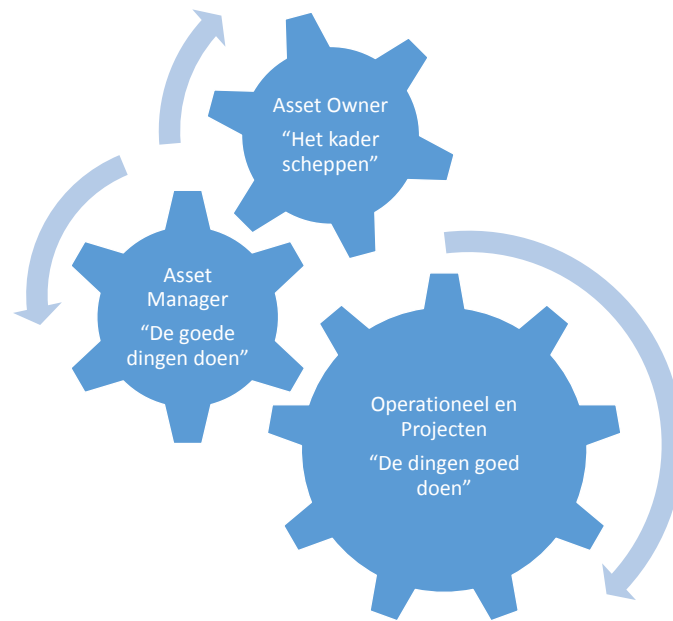 Asset Owner
“Het kader
scheppen”
Asset
Manager
“De goede
dingen doen”
Operationeel en
Projecten
“De dingen goed
doen”